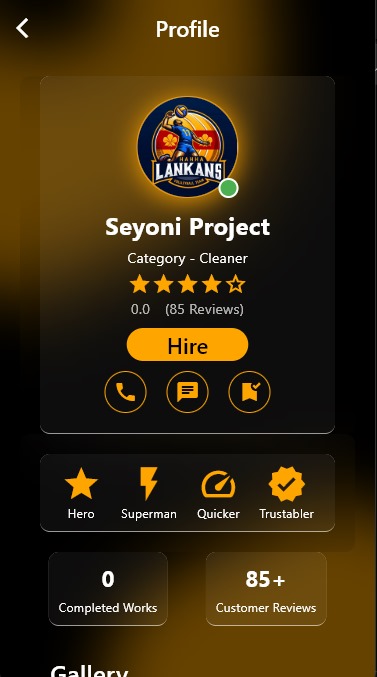 Profile
HANNA
LANKANS
VOLLEYBALL TEAM
Seyoni Project
Category - Cleaner
0.0 (85 Reviews)
Hire
Hero Superman Quicker Trustabler
0 85+
Completed Works Customer Reviews
Gallery